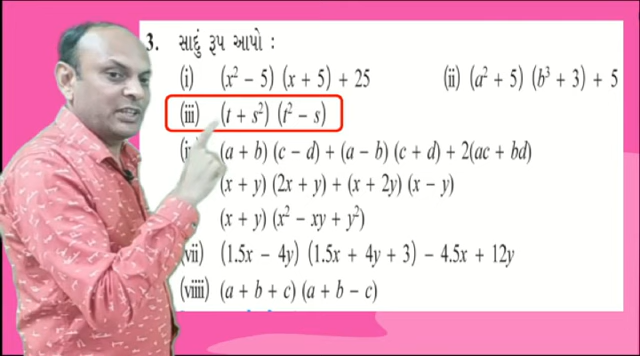 3. સાદું રૂપ આપો :
(i) (x² − 5) (x + 5) + 25 (ii) (a² + 5) (b³ + 3) + 5
(iii) (t + s²) (t² − s)
(a + b) (c − d) + (a − b) (c + d) + 2(ac + bd)
(x + y) (2x + y) + (x + 2y) (x − y)
(x + y) (x² − xy + y²)
(vii) (1.5x − 4y) (1.5x + 4y + 3) − 4.5x + 12y
(viiii) (a + b + c) (a + b − c)